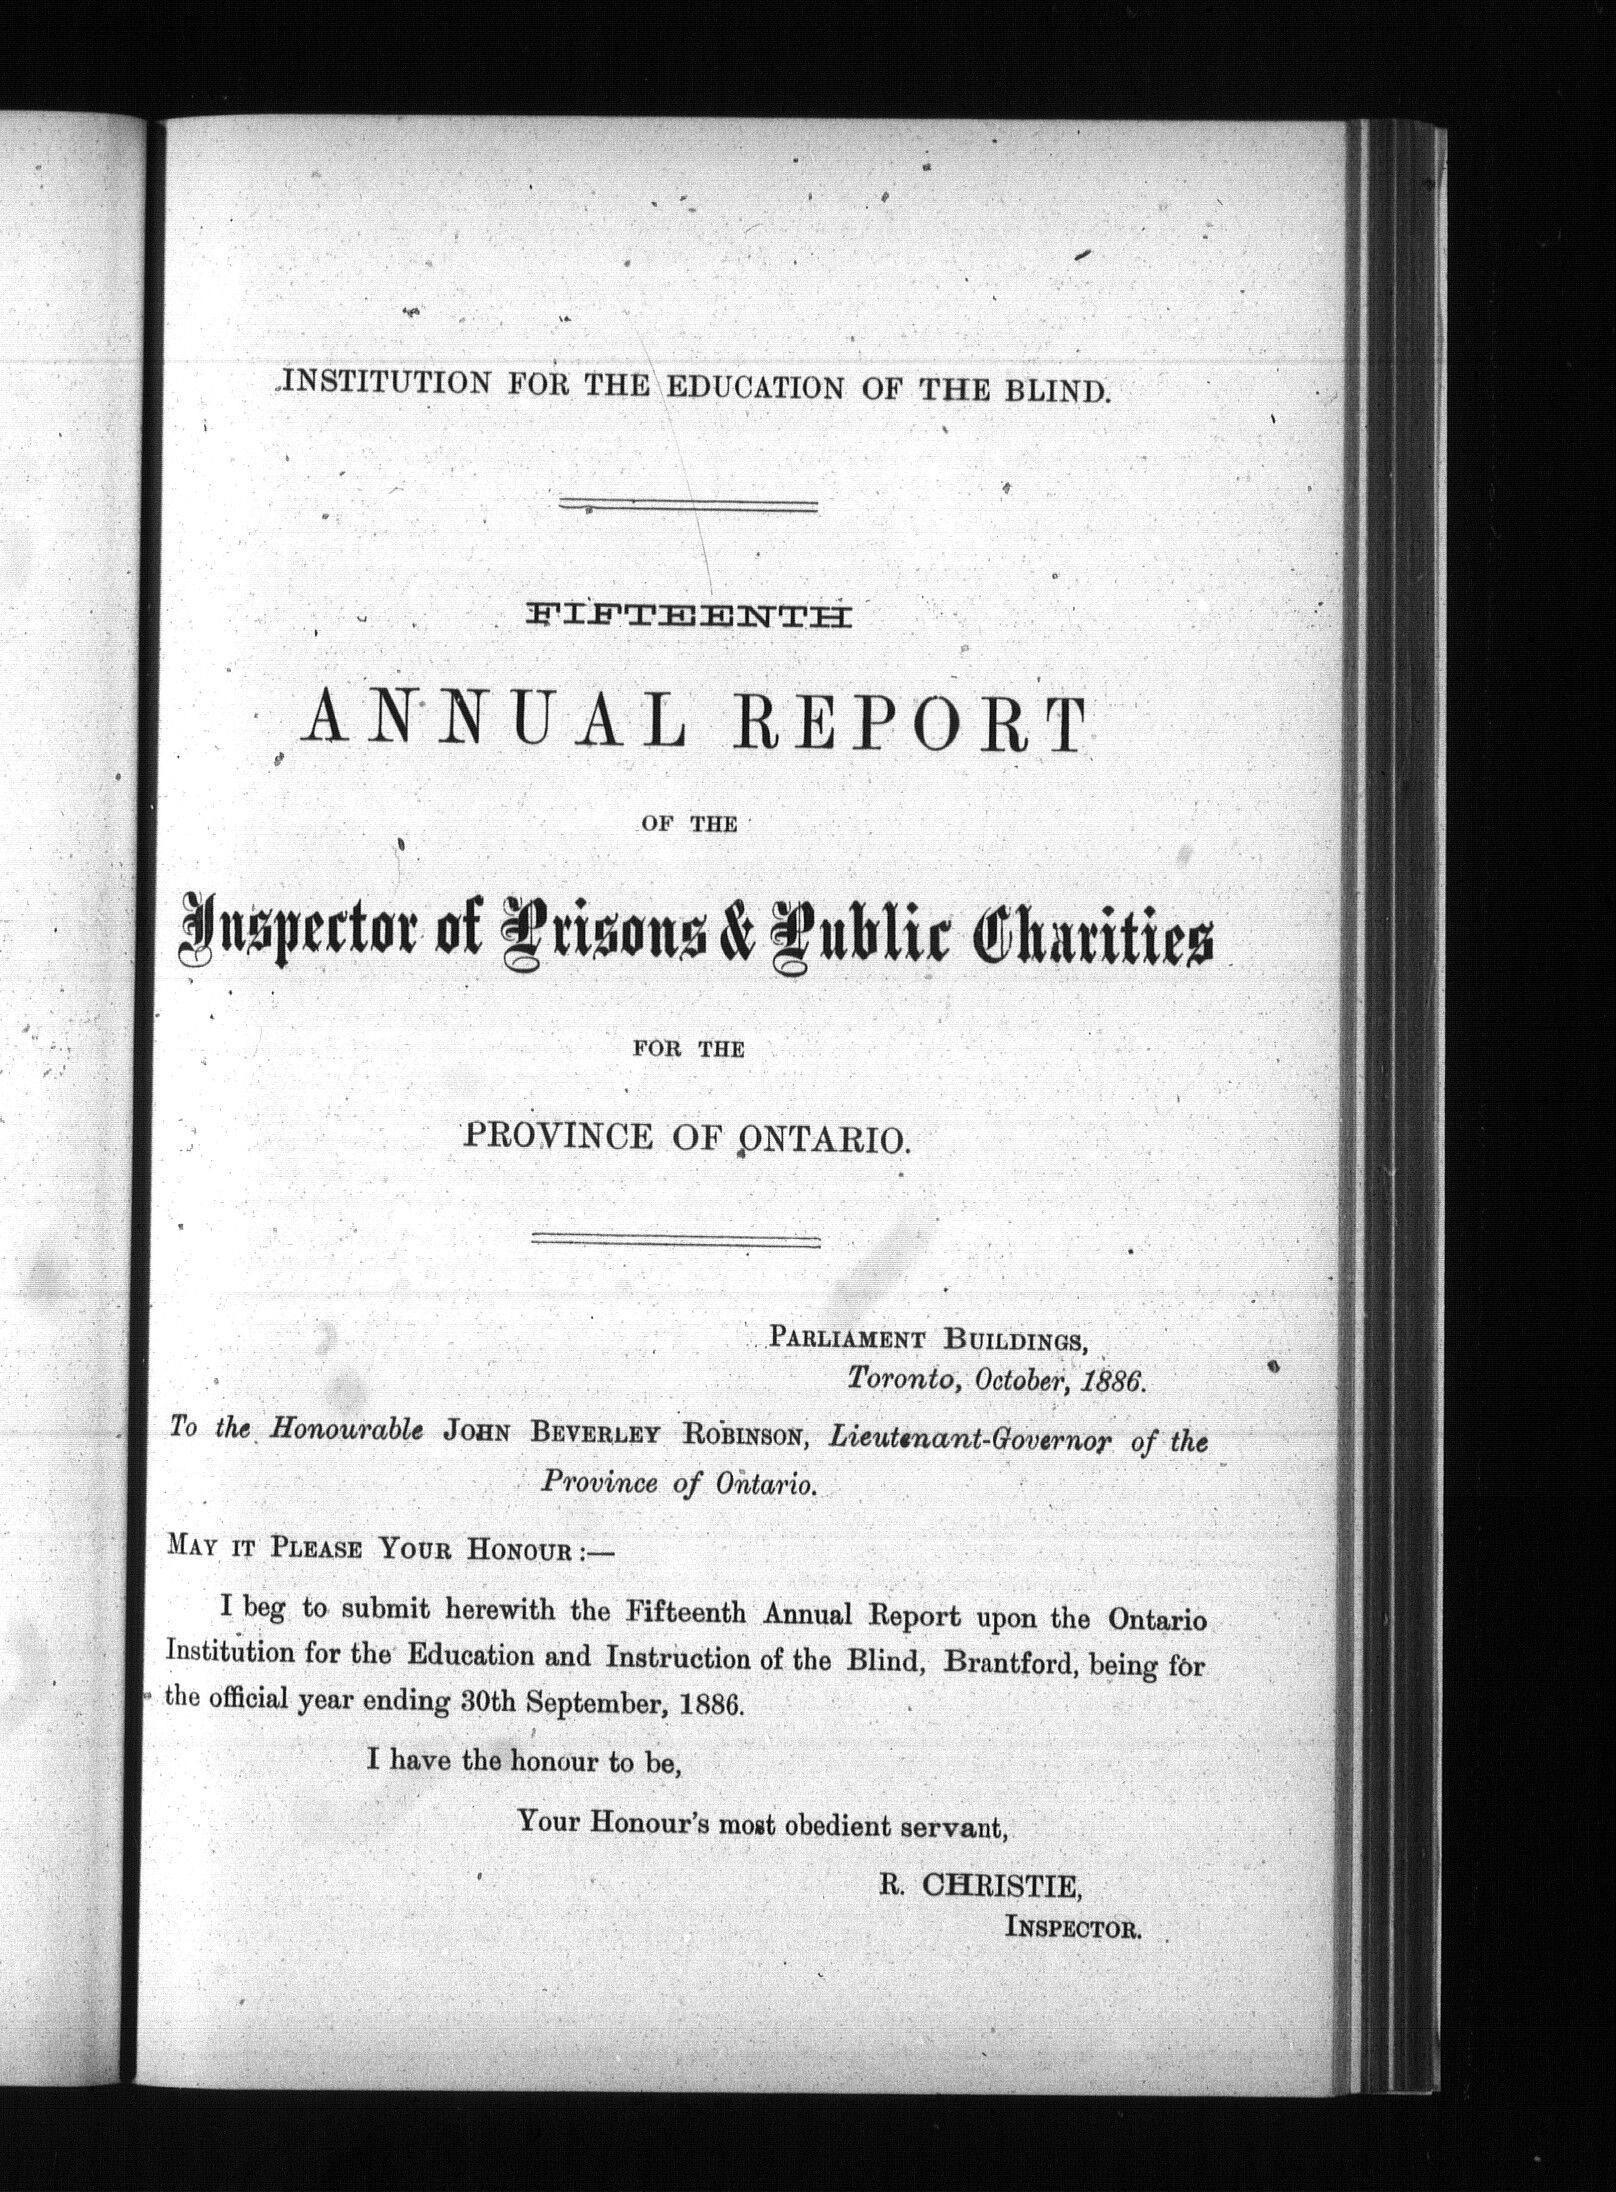 INSTITUTION FOR THE EDUCATION OF THE BLIND.
FIFTEENTH
ANNUAL REPORT
OF THE
Inspector of Prisons & Public Charities
FOR THE
PROVINCE OF ONTARIO.
PARLIAMENT BUILDINGS,
Toronto, October, 1886.
To the Honourable JOHN BEVERLEY ROBINSON, Lieutenant-Governor of the
Province of Ontario.
MAY IT PLEASE YOUR HONOUR:—
I beg to submit herewith the Fifteenth Annual Report upon the Ontario
Institution for the Education and Instruction of the Blind, Brantford, being for
the official year ending 30th September, 1886.
I have the honour to be,
Your Honour's most obedient servant,
R. CHRISTIE,
INSPECTOR.